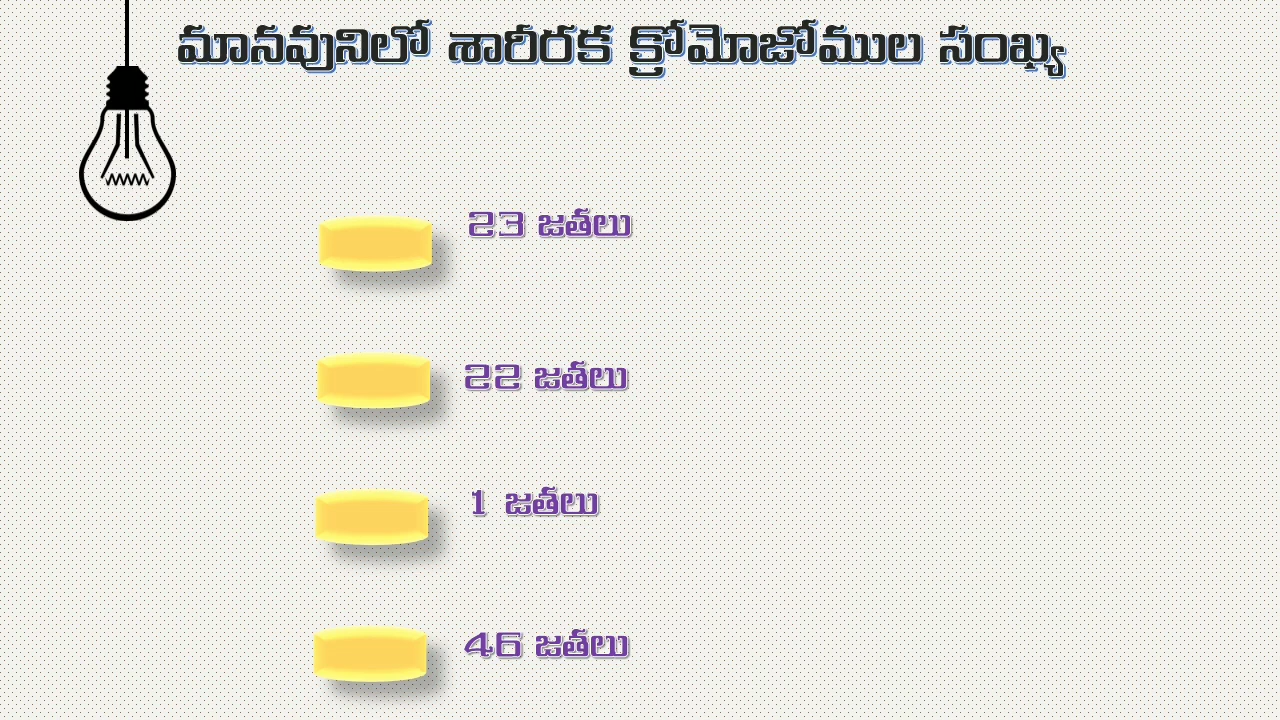 మానవునిలో శారీరక క్రోమోజోముల సంఖ్య
23 జతలు
22 జతలు
1 జతలు
46 జతలు